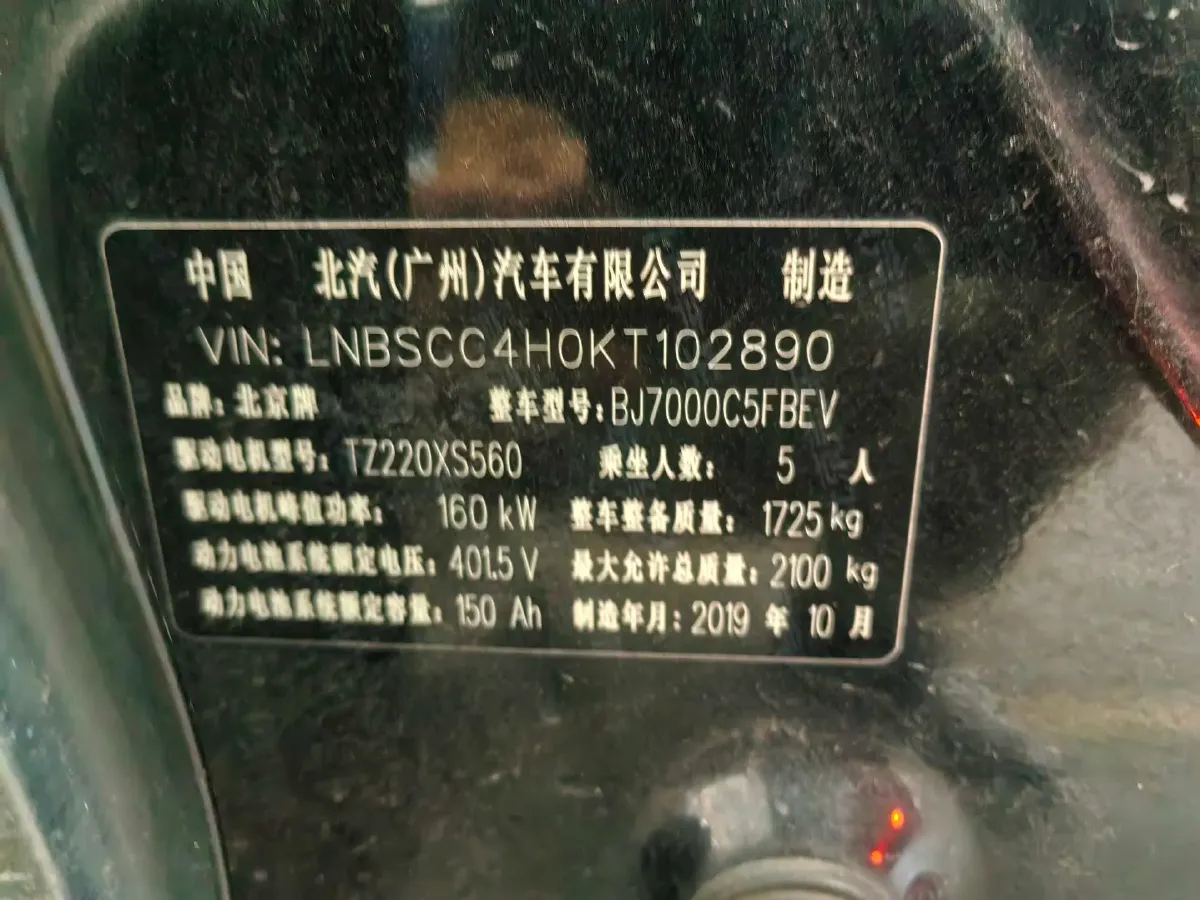 中国 北汽(广州)汽车有限公司 制造
VIN: LNBSCC4H0KT102890
品牌: 北京牌 整车型号: BJ7000C5FBEV
驱动电机型号: TZ220XS560 乘坐人数: 5 人
驱动电机峰值功率: 160 kW 整车整备质量: 1725 kg
动力电池系统额定电压: 401.5 V 最大允许总质量: 2100 kg
动力电池系统额定容量: 150 Ah 制造年月: 2019 年 10 月